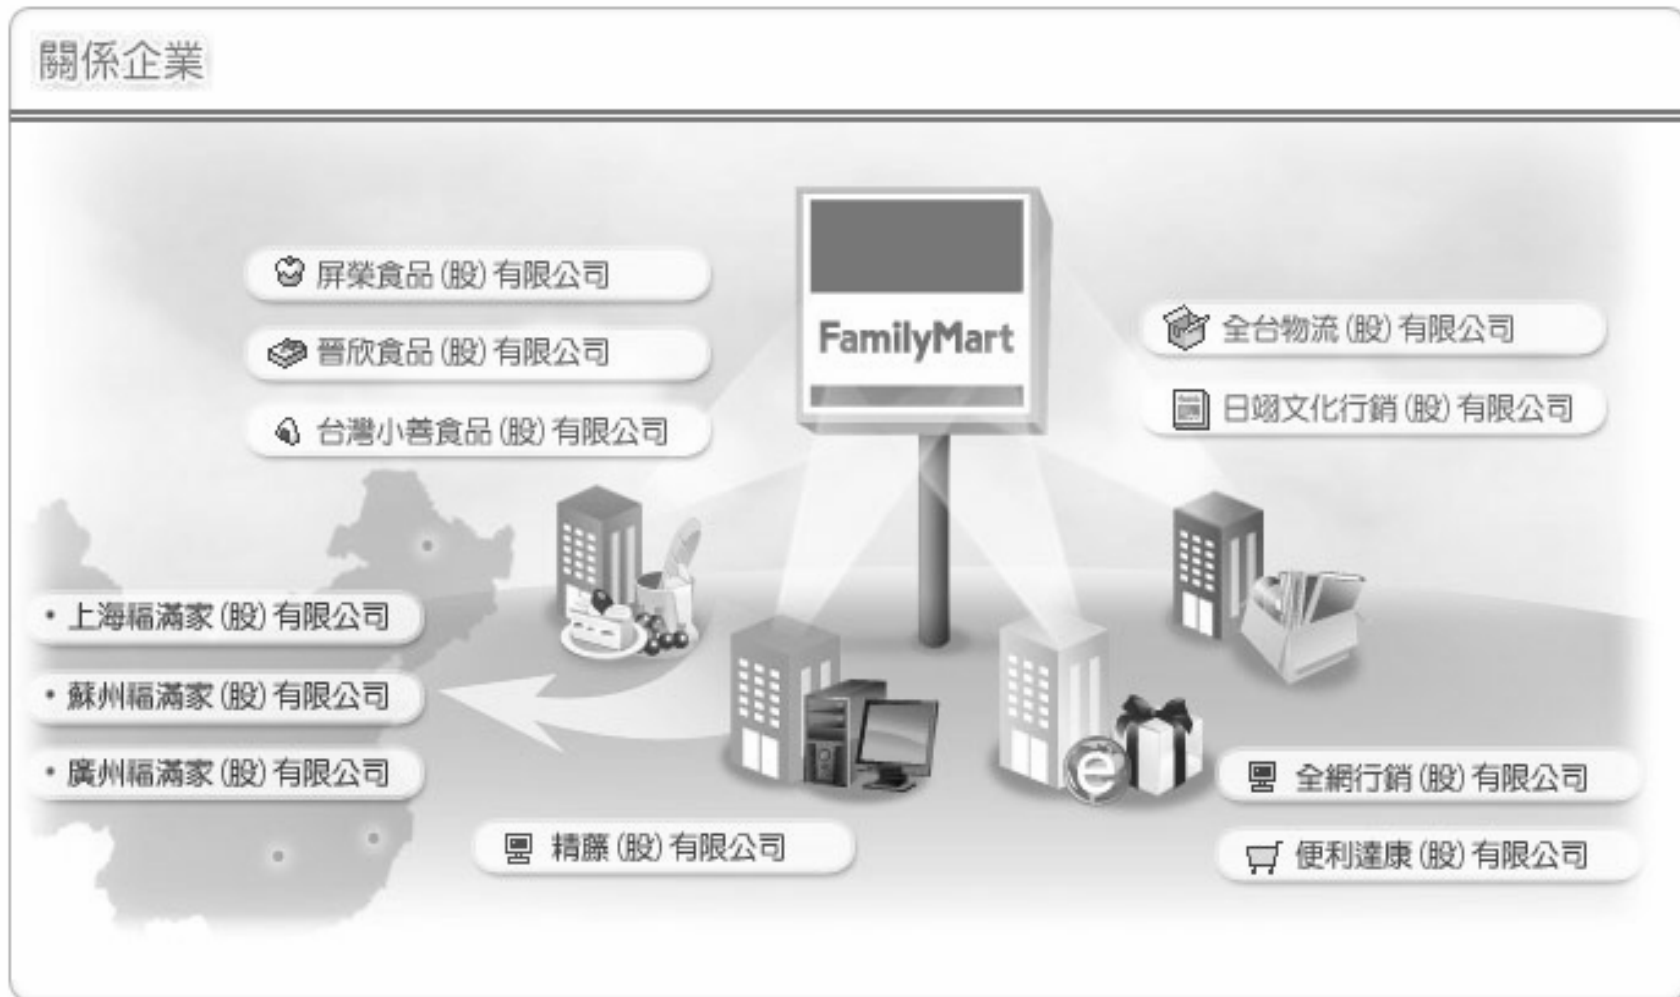 關係企業
屏榮食品(股)有限公司
晉欣食品(股)有限公司
台灣小善食品(股)有限公司
FamilyMart
全台物流(股)有限公司
日翊文化行銷(股)有限公司
・上海福滿家(股)有限公司
・蘇州福滿家(股)有限公司
・廣州福滿家(股)有限公司
精藤(股)有限公司
全網行銷(股)有限公司
便利達康(股)有限公司